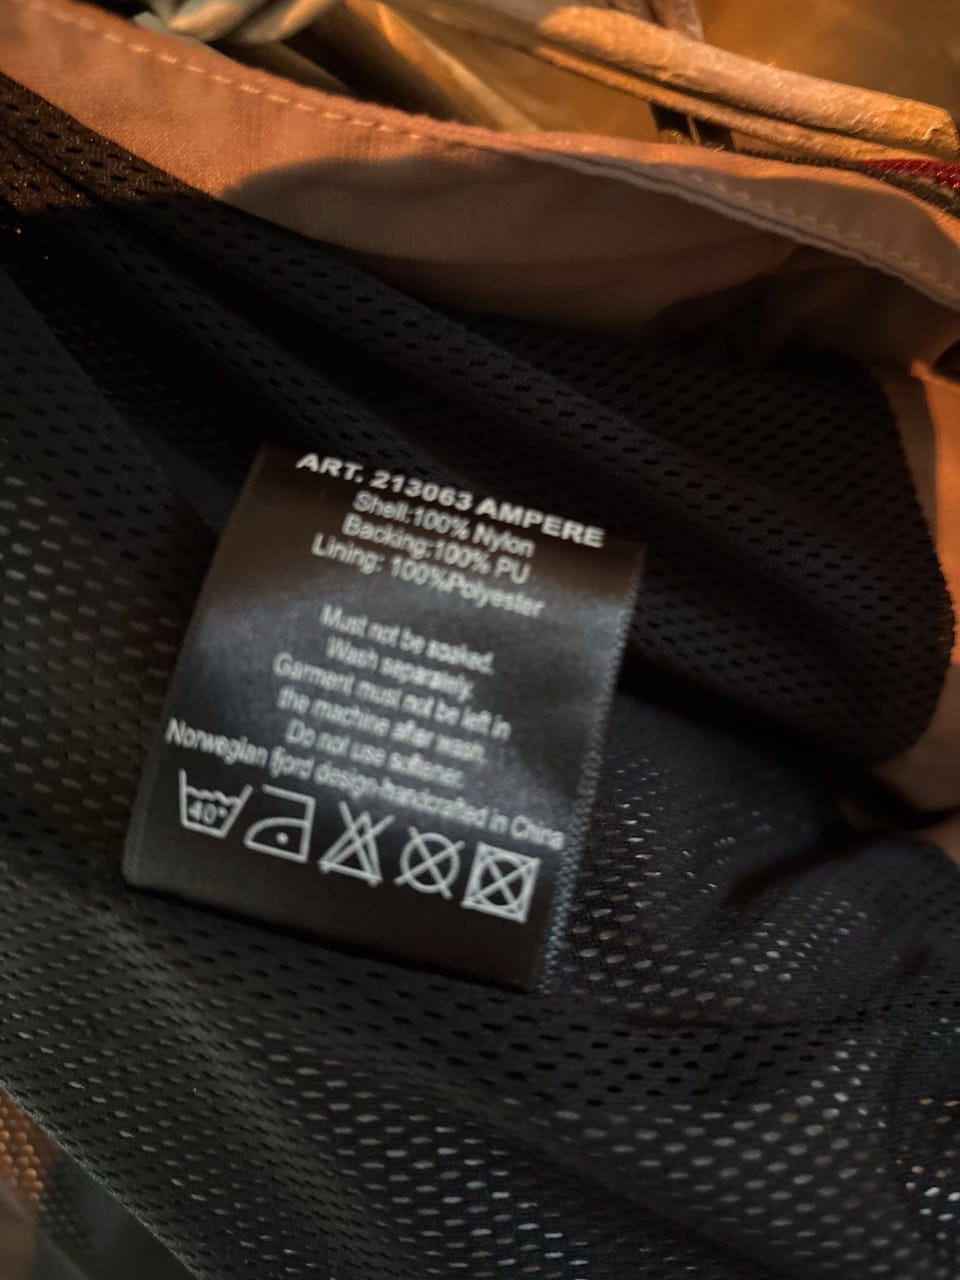 ART. 213063 AMPERE
Shell:100% Nylon
Backing:100% PU
Lining: 100%Polyester
Must not be soaked.
Wash separately.
Garment must not be left in
the machine after wash.
Do not use softener.
Norwegian fjord design-handcrafted in China
40°